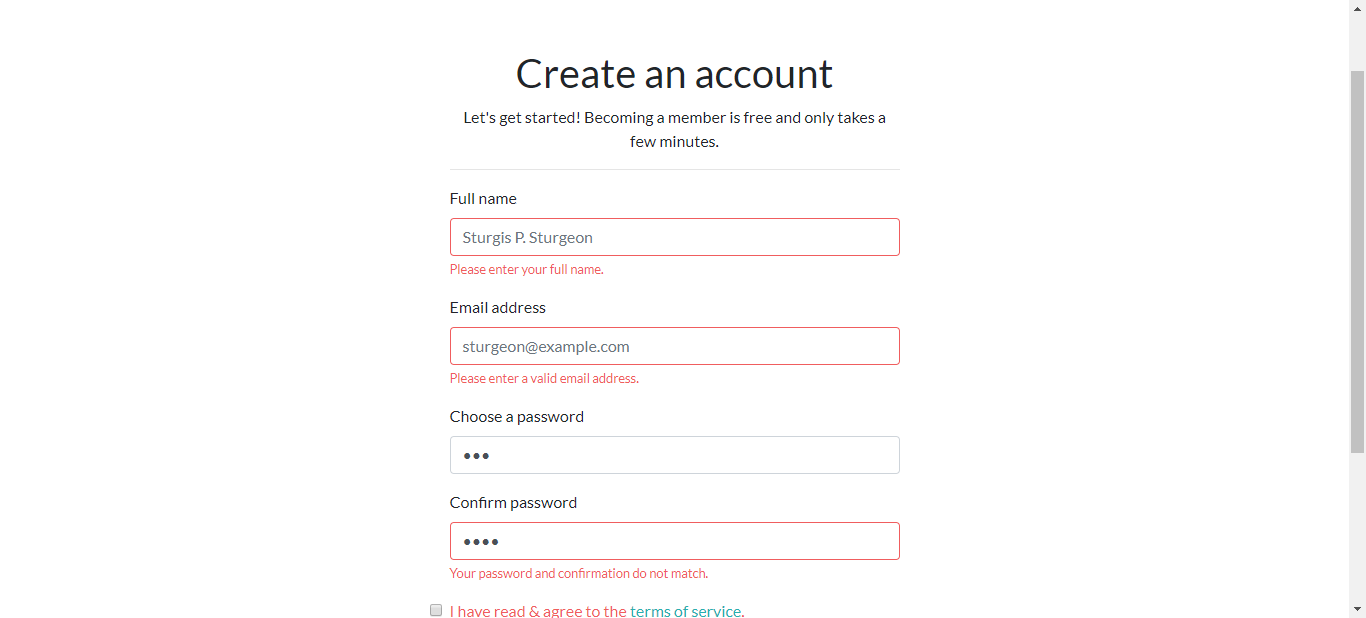 Create an account
Let's get started! Becoming a member is free and only takes a
few minutes.
Full name
Sturgis P. Sturgeon
Please enter your full name.
Email address
sturgeon@example.com
Please enter a valid email address.
Choose a password
•••
Confirm password
••••
Your password and confirmation do not match.
I have read & agree to the terms of service.